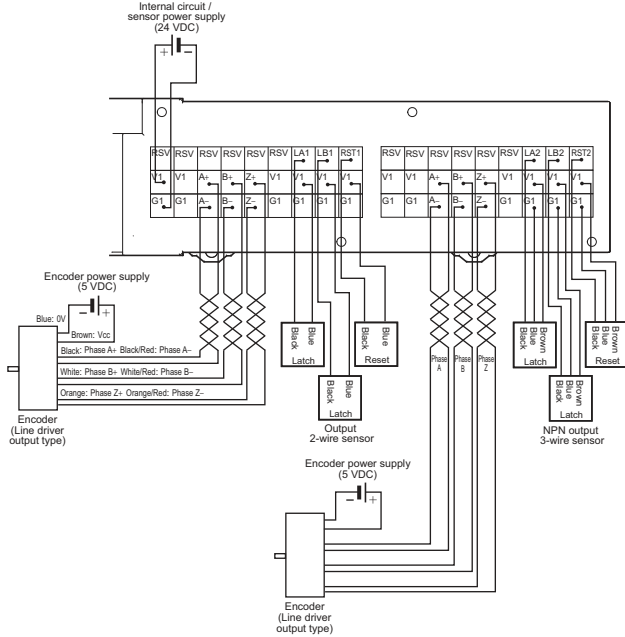 Internal circuit /
sensor power supply
(24 VDC)
+ −
RSV RSV RSV RSV RSV RSV LA1 LB1 RST1
V1 V1 A+ B+ Z+ V1 V1 V1 V1
G1 G1 A− B− Z− G1 G1 G1 G1
RSV RSV RSV RSV RSV RSV LA2 LB2 RST2
V1 V1 A+ B+ Z+ V1 V1 V1 V1
G1 G1 A− B− Z− G1 G1 G1 G1
Encoder power supply
(5 VDC)
− +
Blue: 0V
Brown: Vcc
Black: Phase A+ Black/Red: Phase A−
White: Phase B+ White/Red: Phase B−
Orange: Phase Z+ Orange/Red: Phase Z−
Encoder
(Line driver
output type)
Black Blue
Latch
Black Blue
Latch
Output
2-wire sensor
Black Blue
Reset
Phase A
Phase B
Phase Z
Black Blue Brown
Latch
Black Blue Brown
Latch
NPN output
3-wire sensor
Black Blue Brown
Reset
Encoder power supply
(5 VDC)
− +
Encoder
(Line driver
output type)